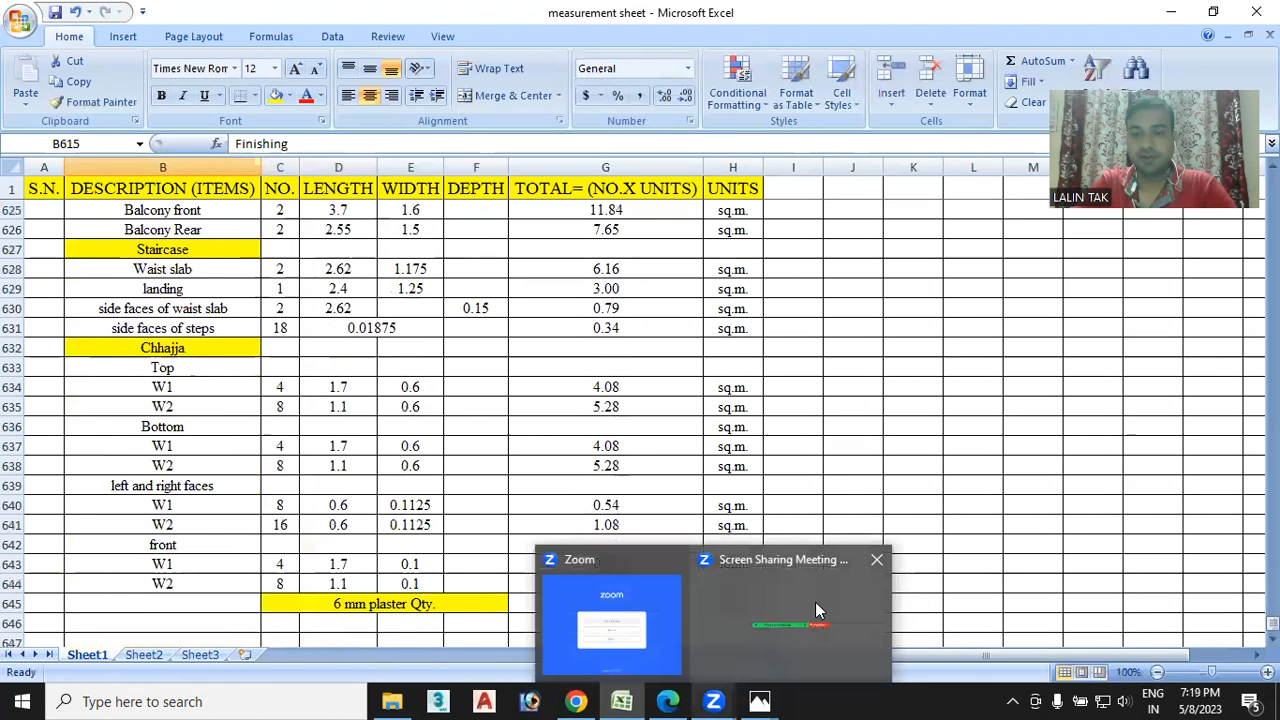 measurement sheet - Microsoft Excel
Home Insert Page Layout Formulas Data Review View
Paste
Cut
Copy
Format Painter
Clipboard
Times New Rom 12
B I U
Font
Wrap Text
Merge & Center
Alignment
General
$ % ,
Number
Conditional Formatting
Format as Table
Cell Styles
Styles
Insert
Delete
Format
Cells
AutoSum
Fill
Clear
LALIN TAK
B615 Finishing
A B C D E F G H I J K L M
1 S.N. DESCRIPTION (ITEMS) NO. LENGTH WIDTH DEPTH TOTAL= (NO.X UNITS) UNITS
625 Balcony front 2 3.7 1.6 11.84 sq.m.
626 Balcony Rear 2 2.55 1.5 7.65 sq.m.
627 Staircase
628 Waist slab 2 2.62 1.175 6.16 sq.m.
629 landing 1 2.4 1.25 3.00 sq.m.
630 side faces of waist slab 2 2.62 0.15 0.79 sq.m.
631 side faces of steps 18 0.01875 0.34 sq.m.
632 Chhajja
633 Top
634 W1 4 1.7 0.6 4.08 sq.m.
635 W2 8 1.1 0.6 5.28 sq.m.
636 Bottom sq.m.
637 W1 4 1.7 0.6 4.08 sq.m.
638 W2 8 1.1 0.6 5.28 sq.m.
639 left and right faces
640 W1 8 0.6 0.1125 0.54 sq.m.
641 W2 16 0.6 0.1125 1.08 sq.m.
642 front
643 W1 4 1.7 0.1
644 W2 8 1.1 0.1
645 6 mm plaster Qty.
646
647
Zoom
Screen Sharing Meeting ...
zoom
Sheet1 Sheet2 Sheet3
Ready
100%
Type here to search
ENG
IN
7:19 PM
5/8/2023
5